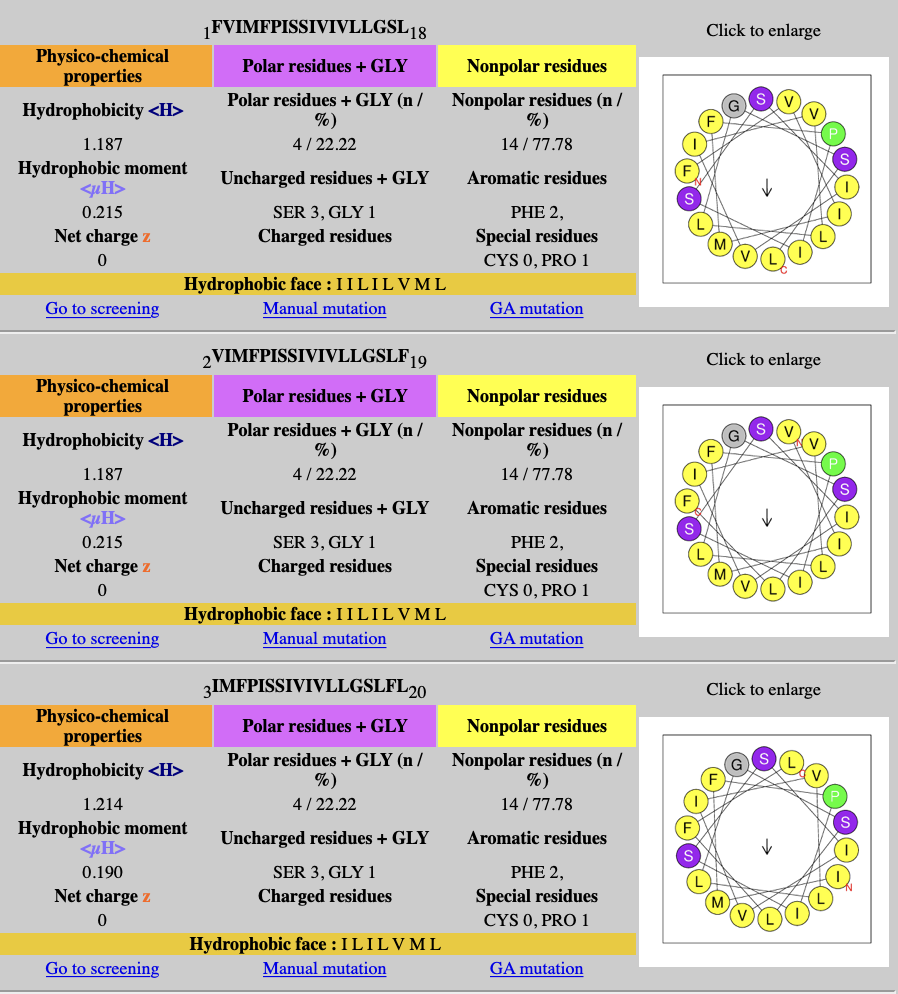 1FVIMFPISSIVIVLLGSL18
Click to enlarge
Physico-chemical properties Polar residues + GLY Nonpolar residues
Hydrophobicity <H> Polar residues + GLY (n / %) Nonpolar residues (n / %)
1.187 4 / 22.22 14 / 77.78
Hydrophobic moment <μH> Uncharged residues + GLY Aromatic residues
0.215 SER 3, GLY 1 PHE 2,
Net charge z Charged residues Special residues
0 CYS 0, PRO 1
Hydrophobic face : I I L I L V M L
Go to screening Manual mutation GA mutation
G S V
F V
I P
F N S
S I
L I
M L
V L C I
2VIMFPISSIVIVLLGSLF19
Click to enlarge
Physico-chemical properties Polar residues + GLY Nonpolar residues
Hydrophobicity <H> Polar residues + GLY (n / %) Nonpolar residues (n / %)
1.187 4 / 22.22 14 / 77.78
Hydrophobic moment <μH> Uncharged residues + GLY Aromatic residues
0.215 SER 3, GLY 1 PHE 2,
Net charge z Charged residues Special residues
0 CYS 0, PRO 1
Hydrophobic face : I I L I L V M L
Go to screening Manual mutation GA mutation
G S V
F V
I P
F S
S I
L I
M L
V L I
3IMFPISSIVIVLLGSLFL20
Click to enlarge
Physico-chemical properties Polar residues + GLY Nonpolar residues
Hydrophobicity <H> Polar residues + GLY (n / %) Nonpolar residues (n / %)
1.214 4 / 22.22 14 / 77.78
Hydrophobic moment <μH> Uncharged residues + GLY Aromatic residues
0.190 SER 3, GLY 1 PHE 2,
Net charge z Charged residues Special residues
0 CYS 0, PRO 1
Hydrophobic face : I L I L V M L
Go to screening Manual mutation GA mutation
G S L C
F V
I P
F S
S I
L I N
M L
V L I